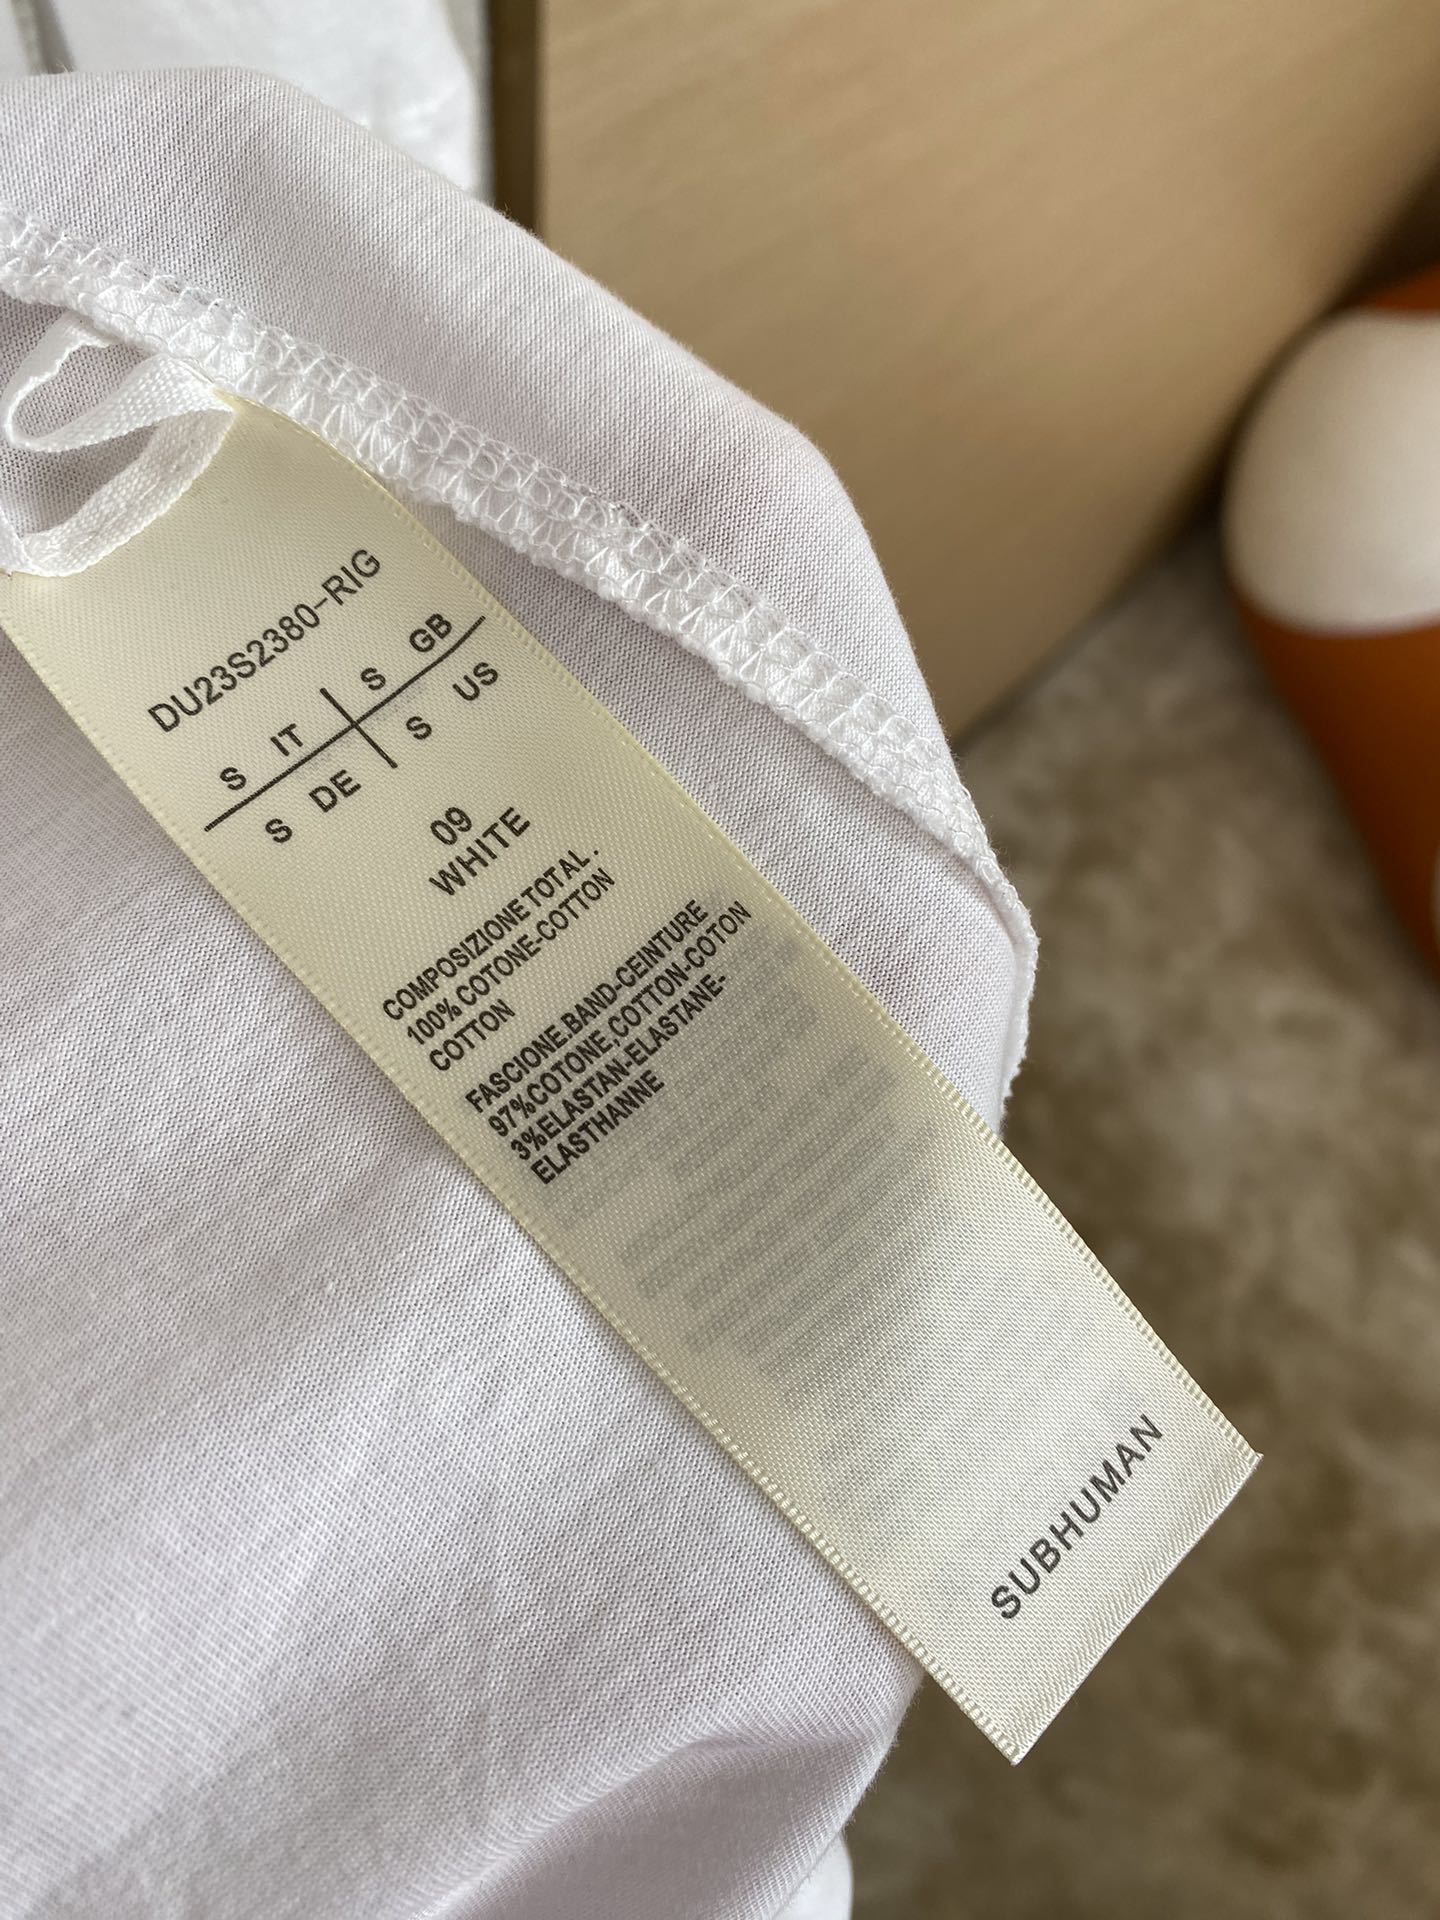 DU23S2380-RIG
S IT S GB
S DE S US
09
WHITE
COMPOSIZIONE TOTAL.
100% COTONE-COTTON
COTTON
FASCIONE.BAND-CEINTURE
97%COTONE,COTTON-COTON
3%ELASTAN-ELASTANE-
ELASTHANNE
SUBHUMAN